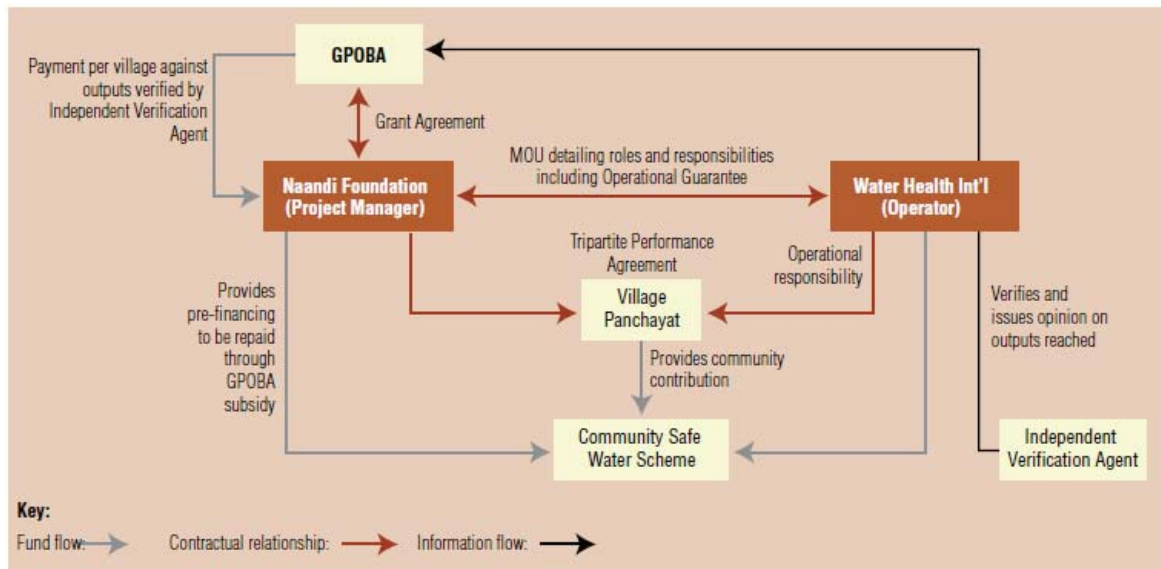 GPOBA
Payment per village against
outputs verified by
Independent Verification
Agent
Grant Agreement
MOU detailing roles and responsibilities
including Operational Guarantee
Naandi Foundation
(Project Manager)
Water Health Int'l
(Operator)
Tripartite Performance
Agreement
Operational
responsibility
Village
Panchayat
Provides
pre-financing
to be repaid
through
GPOBA
subsidy
Verifies and
issues opinion on
outputs reached
Provides community
contribution
Community Safe
Water Scheme
Independent
Verification Agent
Key:
Fund flow:
Contractual relationship:
Information flow: